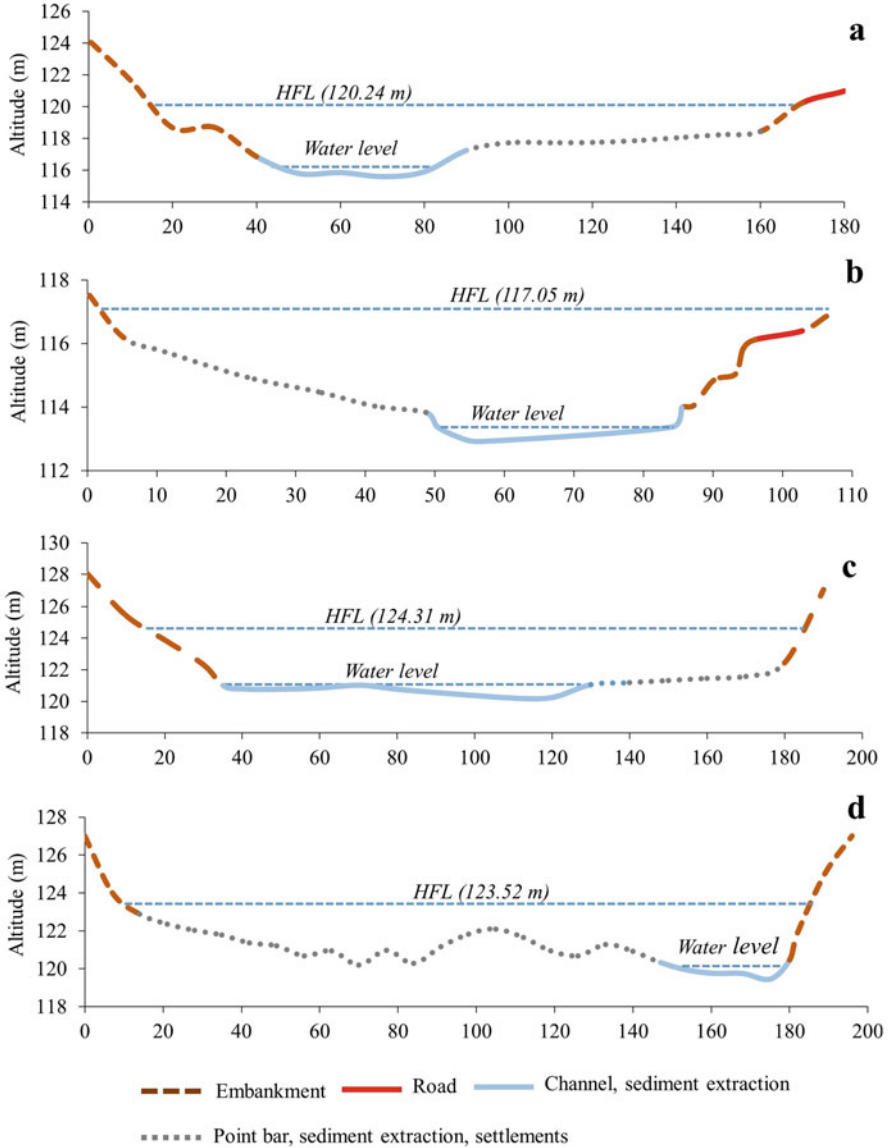 a
126
124
122
120
118
116
114
Altitude (m)
HFL (120.24 m)
Water level
0 20 40 60 80 100 120 140 160 180
b
118
116
114
112
Altitude (m)
HFL (117.05 m)
Water level
0 10 20 30 40 50 60 70 80 90 100 110
c
130
128
126
124
122
120
118
Altitude (m)
HFL (124.31 m)
Water level
0 20 40 60 80 100 120 140 160 180 200
d
128
126
124
122
120
118
Altitude (m)
HFL (123.52 m)
Water level
0 20 40 60 80 100 120 140 160 180 200
Embankment Road Channel, sediment extraction
Point bar, sediment extraction, settlements